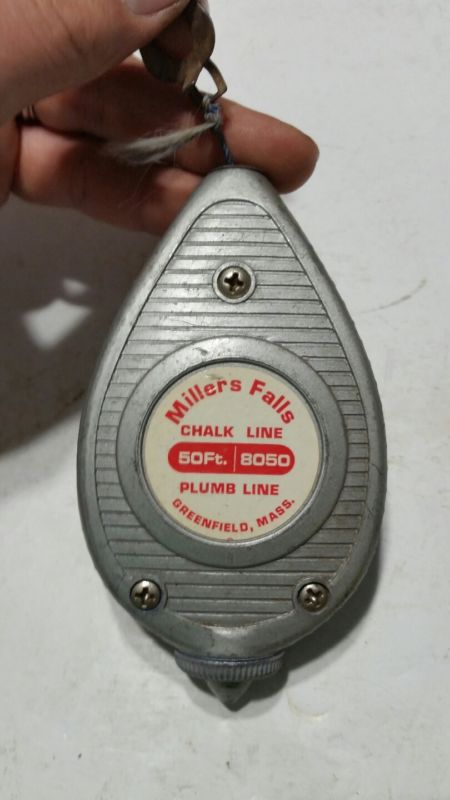 Millers Falls
CHALK LINE
50Ft. | 8050
PLUMB LINE
GREENFIELD, MASS.